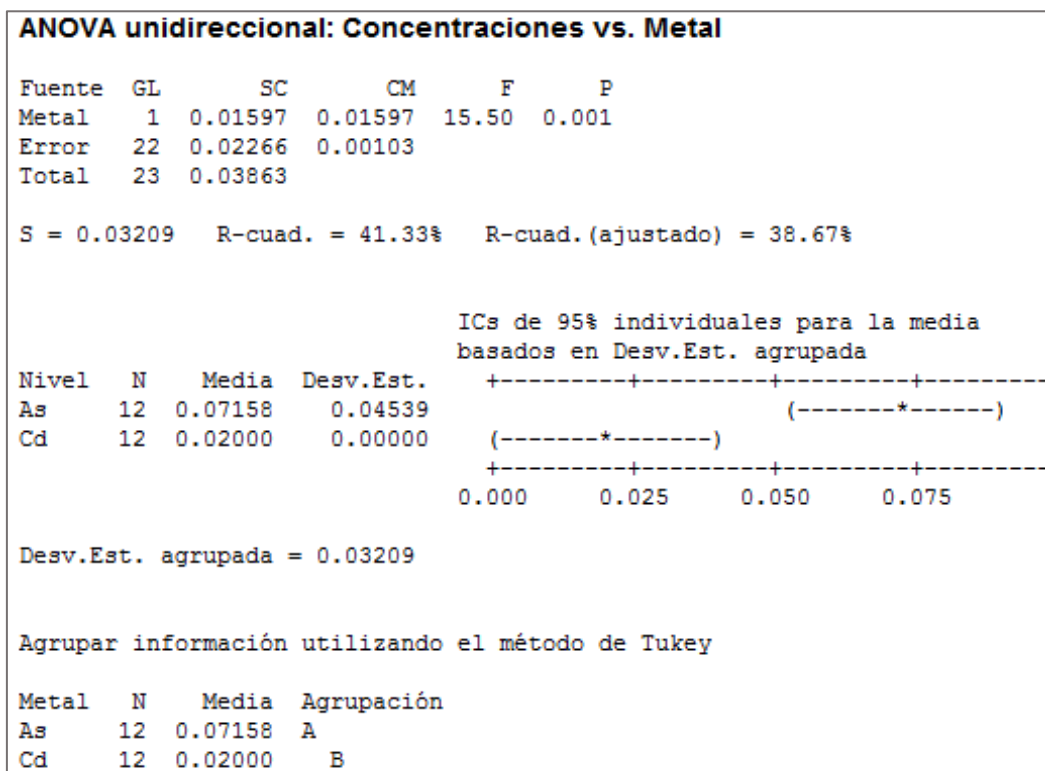 ANOVA unidireccional: Concentraciones vs. Metal
Fuente GL SC CM F P
Metal 1 0.01597 0.01597 15.50 0.001
Error 22 0.02266 0.00103
Total 23 0.03863
S = 0.03209 R-cuad. = 41.33% R-cuad.(ajustado) = 38.67%
ICs de 95% individuales para la media
basados en Desv.Est. agrupada
Nivel N Media Desv.Est. +---------+---------+---------+---------
As 12 0.07158 0.04539 (-------*------)
Cd 12 0.02000 0.00000 (-------*-------)
+---------+---------+---------+---------
0.000 0.025 0.050 0.075
Desv.Est. agrupada = 0.03209
Agrupar información utilizando el método de Tukey
Metal N Media Agrupación
As 12 0.07158 A
Cd 12 0.02000 B